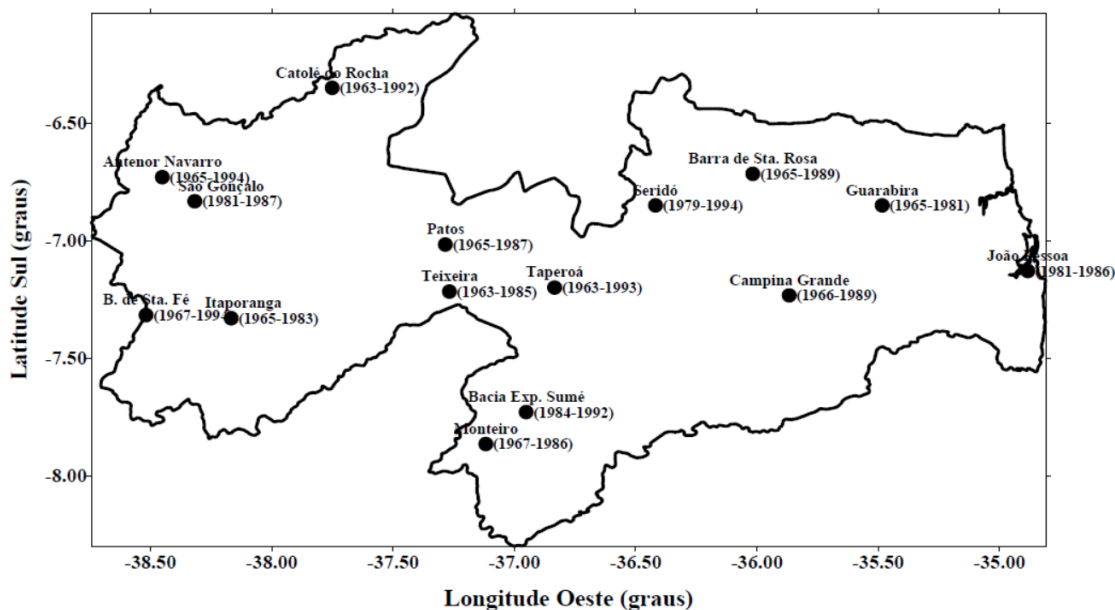 Catolé do Rocha
(1963-1992)
-6.50
Antenor Navarro
(1965-1994)
São Gonçalo
(1981-1987)
Barra de Sta. Rosa
(1965-1989)
Seridó
(1979-1994)
Guarabira
(1965-1981)
-7.00
Patos
(1965-1987)
João Pessoa
(1981-1986)
Teixeira
(1963-1985)
Taperoá
(1963-1993)
Campina Grande
(1966-1989)
B. de Sta. Fé
(1967-1994)
Itaporanga
(1965-1983)
-7.50
Bacia Exp. Sumé
(1984-1992)
Monteiro
(1967-1986)
-8.00
Latitude Sul (graus)
-38.50 -38.00 -37.50 -37.00 -36.50 -36.00 -35.50 -35.00
Longitude Oeste (graus)